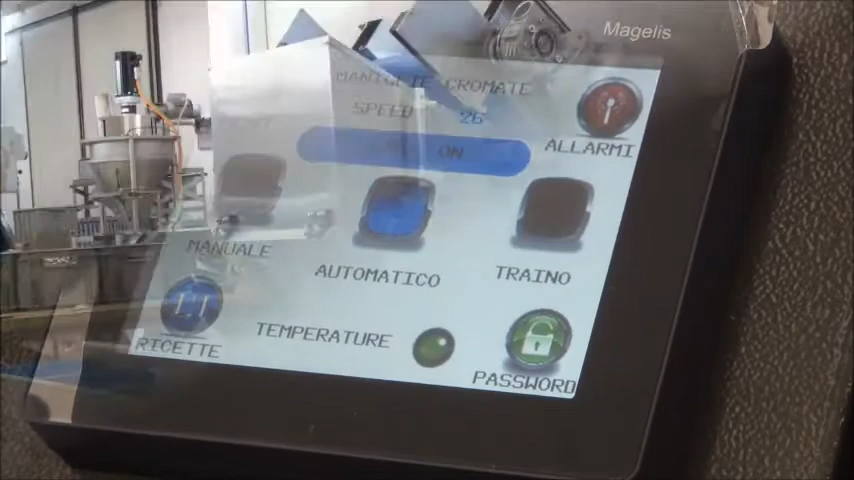 Magelis
MANIGLIE CROMATE
SPEED 26
ALLARMI
ON
MANUALE
AUTOMATICO
TRAINO
TEMPERATURE
RICETTE
PASSWORD